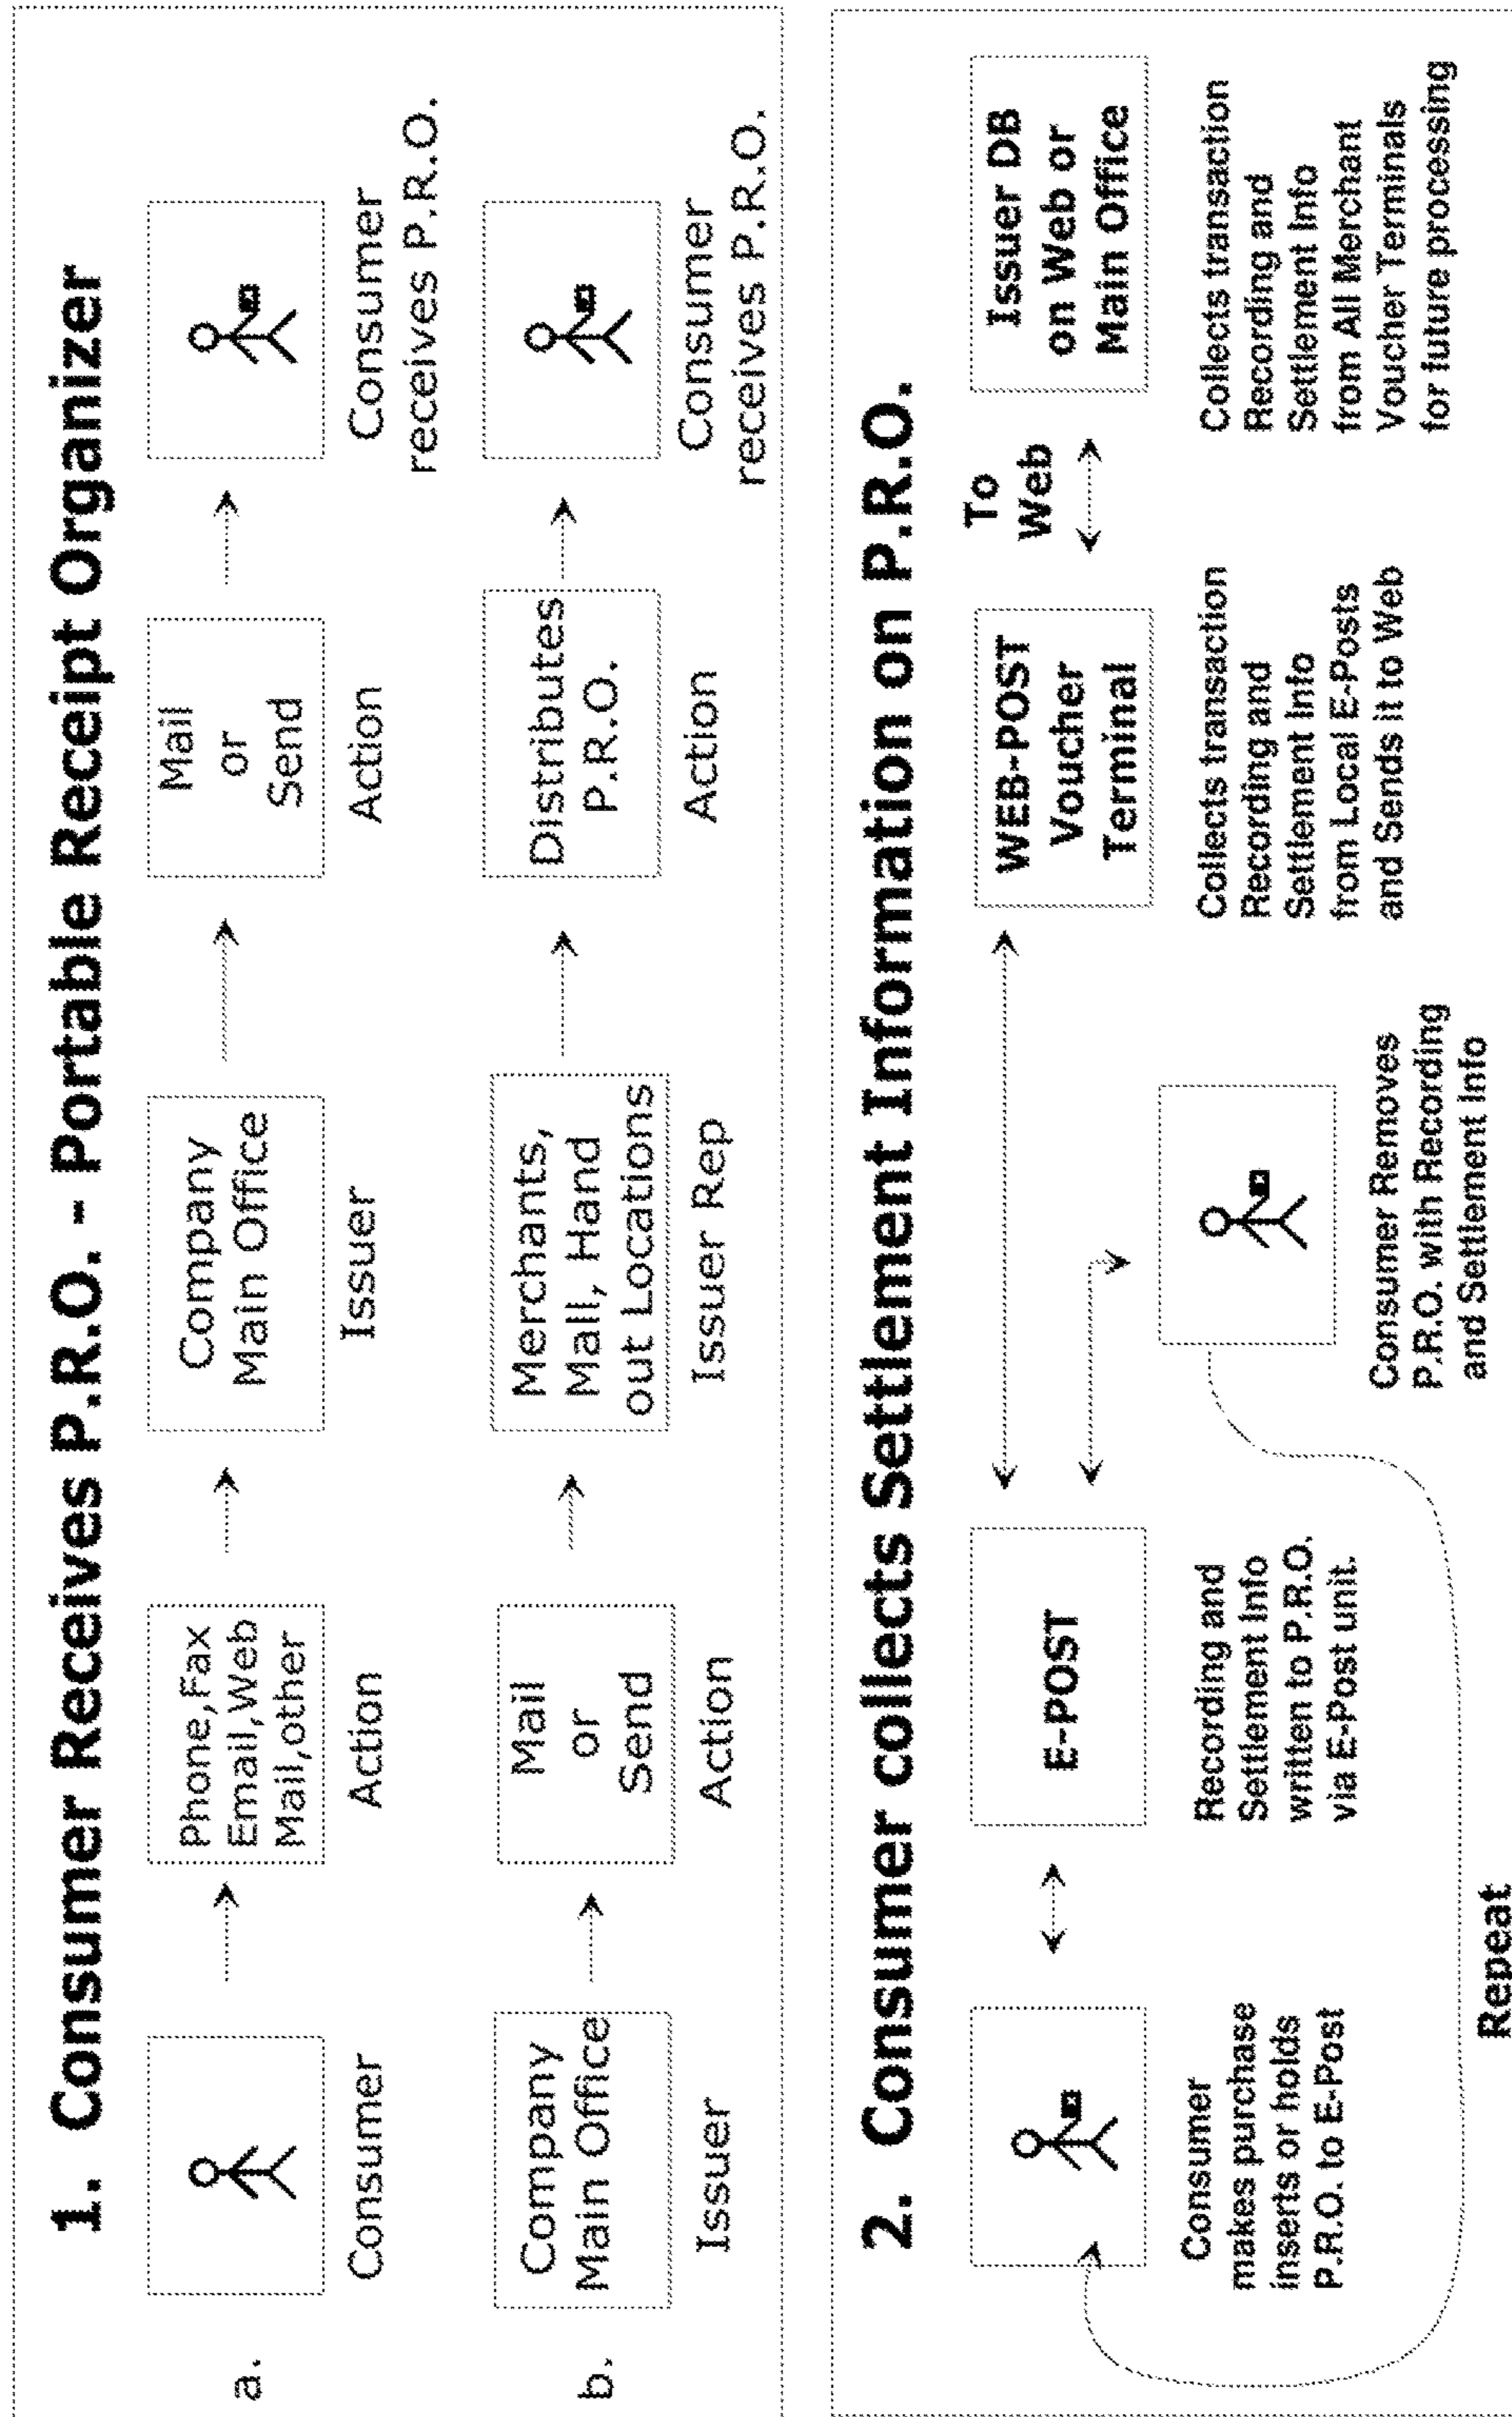 1. Consumer Receives P.R.O. - Portable Receipt Organizer
a.
Consumer
Phone,Fax
Email,Web
Mail,other
Action
Company
Main Office
Issuer
Mail
or
Send
Action
Consumer
receives P.R.O.
b.
Company
Main Office
Issuer
Mail
or
Send
Action
Merchants,
Mall, Hand
out Locations
Issuer Rep
Distributes
P.R.O.
Action
Consumer
receives P.R.O.
2. Consumer collects Settlement Information on P.R.O.
Consumer
makes purchase
inserts or holds
P.R.O. to E-Post
E-POST
Recording and
Settlement Info
written to P.R.O.
via E-Post unit.
Consumer Removes
P.R.O. with Recording
and Settlement Info
WEB-POST
Voucher
Terminal
Collects transaction
Recording and
Settlement Info
from Local E-Posts
and Sends it to Web
To
Web
Issuer DB
on Web or
Main Office
Collects transaction
Recording and
Settlement Info
from All Merchant
Voucher Terminals
for future processing
Repeat